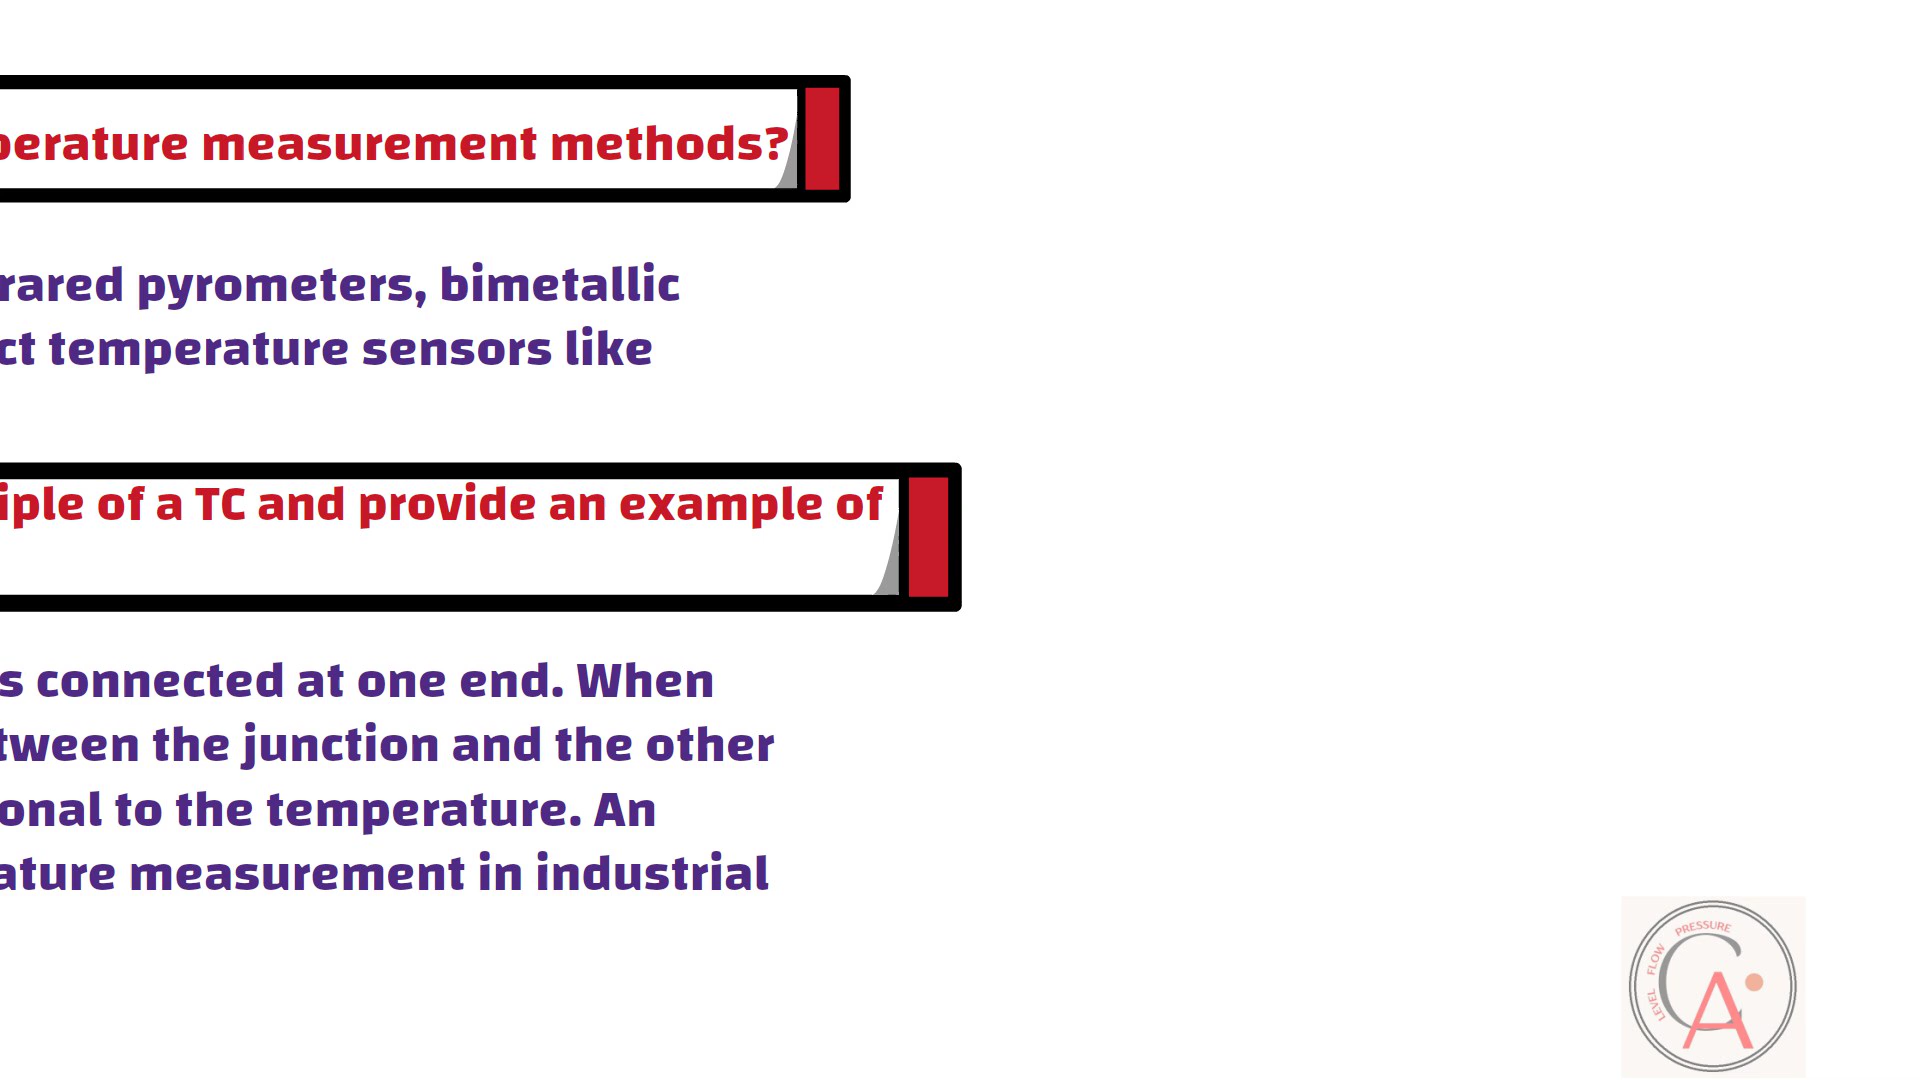 perature measurement methods?
rared pyrometers, bimetallic
ct temperature sensors like
iple of a TC and provide an example of
s connected at one end. When
tween the junction and the other
onal to the temperature. An
ature measurement in industrial
PRESSURE
FLOW
LEVEL
CA